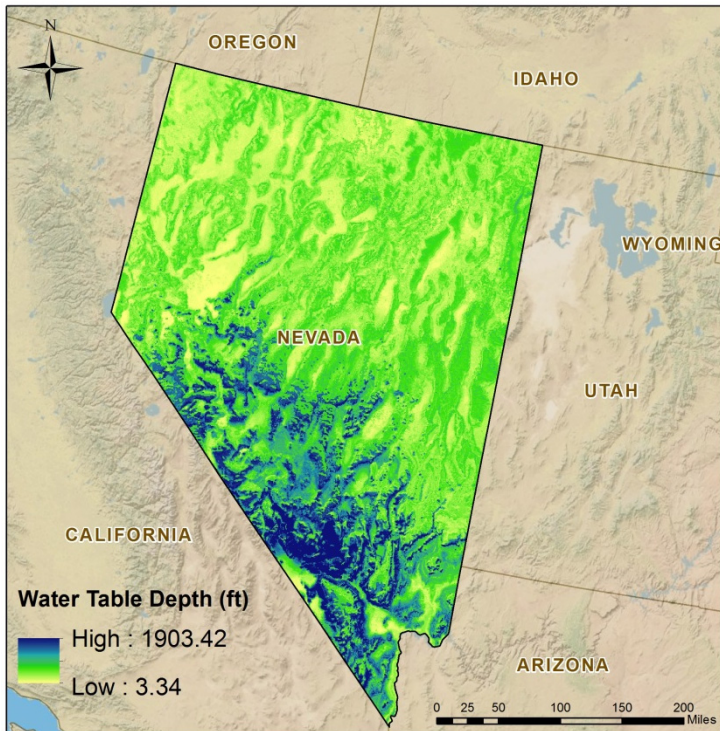 N
OREGON
IDAHO
WYOMING
NEVADA
UTAH
CALIFORNIA
Water Table Depth (ft)
High : 1903.42
Low : 3.34
ARIZONA
0 25 50 100 150 200
Miles